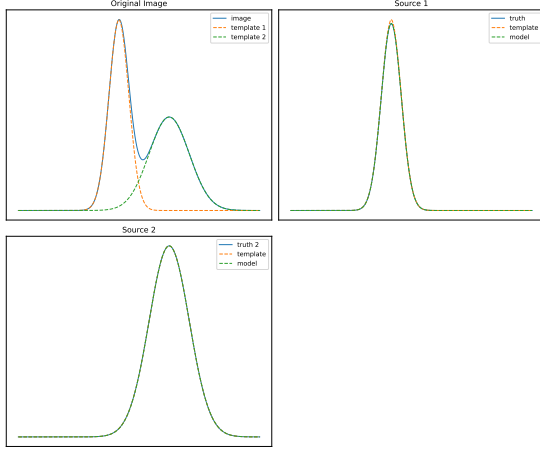 Original Image
image
template 1
template 2
Source 1
truth
template
model
Source 2
truth 2
template
model